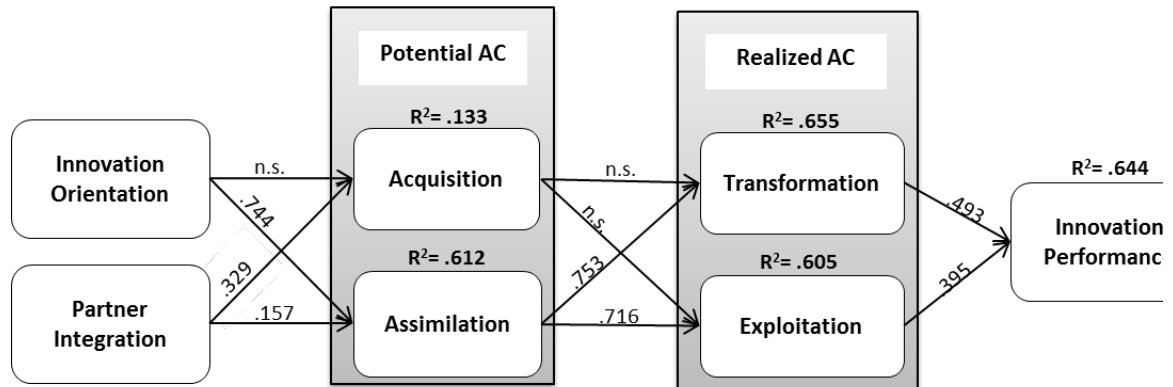 Potential AC
Realized AC
R²= .133
R²= .655
R²= .644
Innovation
Orientation
n.s.
Acquisition
n.s.
Transformation
.744
n.s.
.493
Innovation
Performance
R²= .612
R²= .605
.329
.753
.395
Partner
Integration
.157
Assimilation
.716
Exploitation